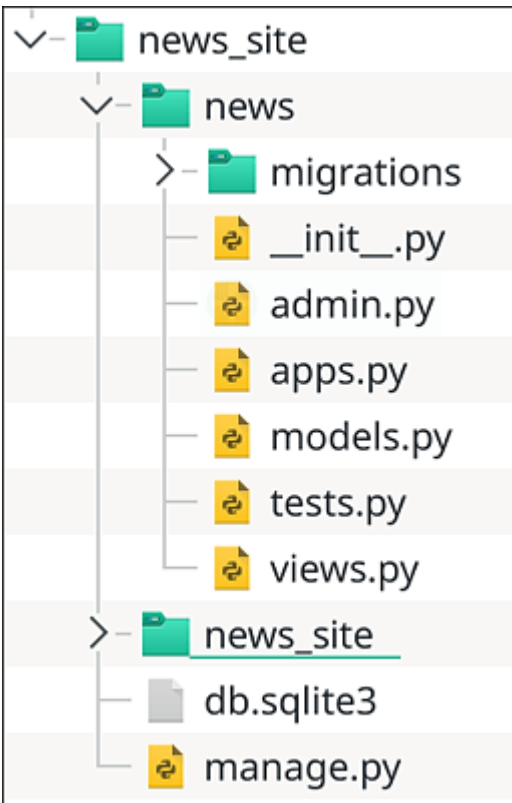 news_site
news
migrations
__init__.py
admin.py
apps.py
models.py
tests.py
views.py
news_site
db.sqlite3
manage.py